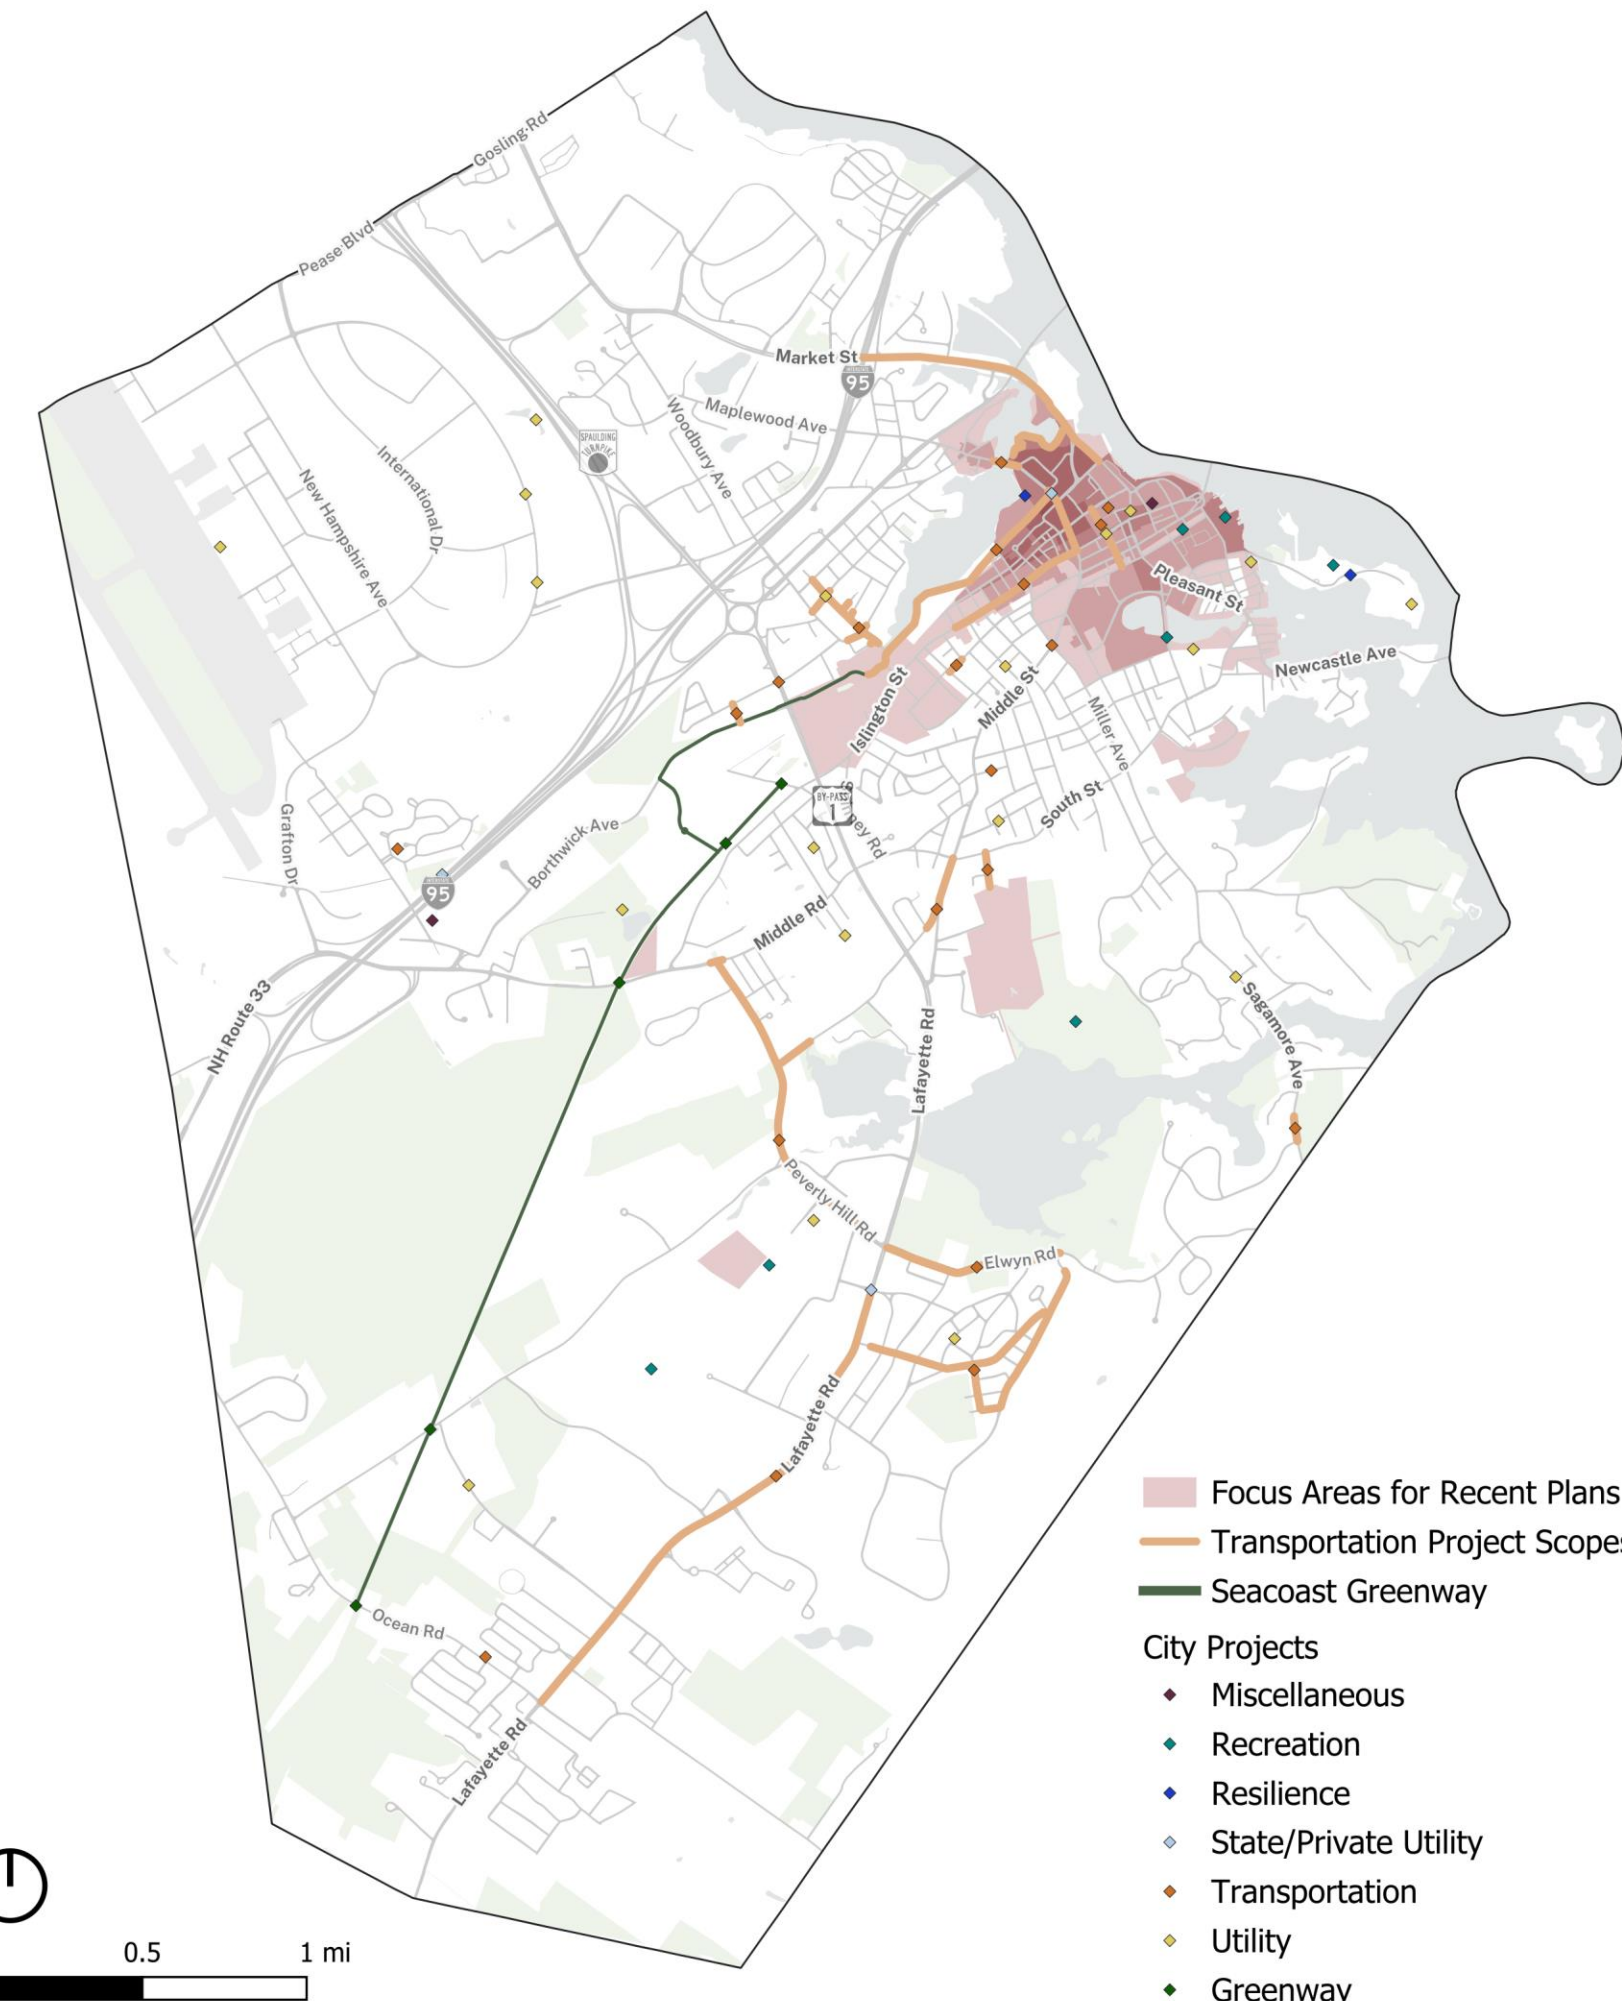 Gosling Rd
Pease Blvd
Market St
INTERSTATE
95
Maplewood Ave
Woodbury Ave
SPAULDING
TURNPIKE
International Dr
New Hampshire Ave
Pleasant St
Newcastle Ave
Islington St
Middle St
Miller Ave
BY-PASS
1
South St
Grafton Dr
Borthwick Ave
95
Middle Rd
NH Route 33
Sagamore Ave
Lafayette Rd
Peverly Hill Rd
Elwyn Rd
Lafayette Rd
Focus Areas for Recent Plans
Transportation Project Scopes
Seacoast Greenway
Ocean Rd
City Projects
Miscellaneous
Recreation
Lafayette Rd
Resilience
State/Private Utility
Transportation
Utility
Greenway
0.5 1 mi